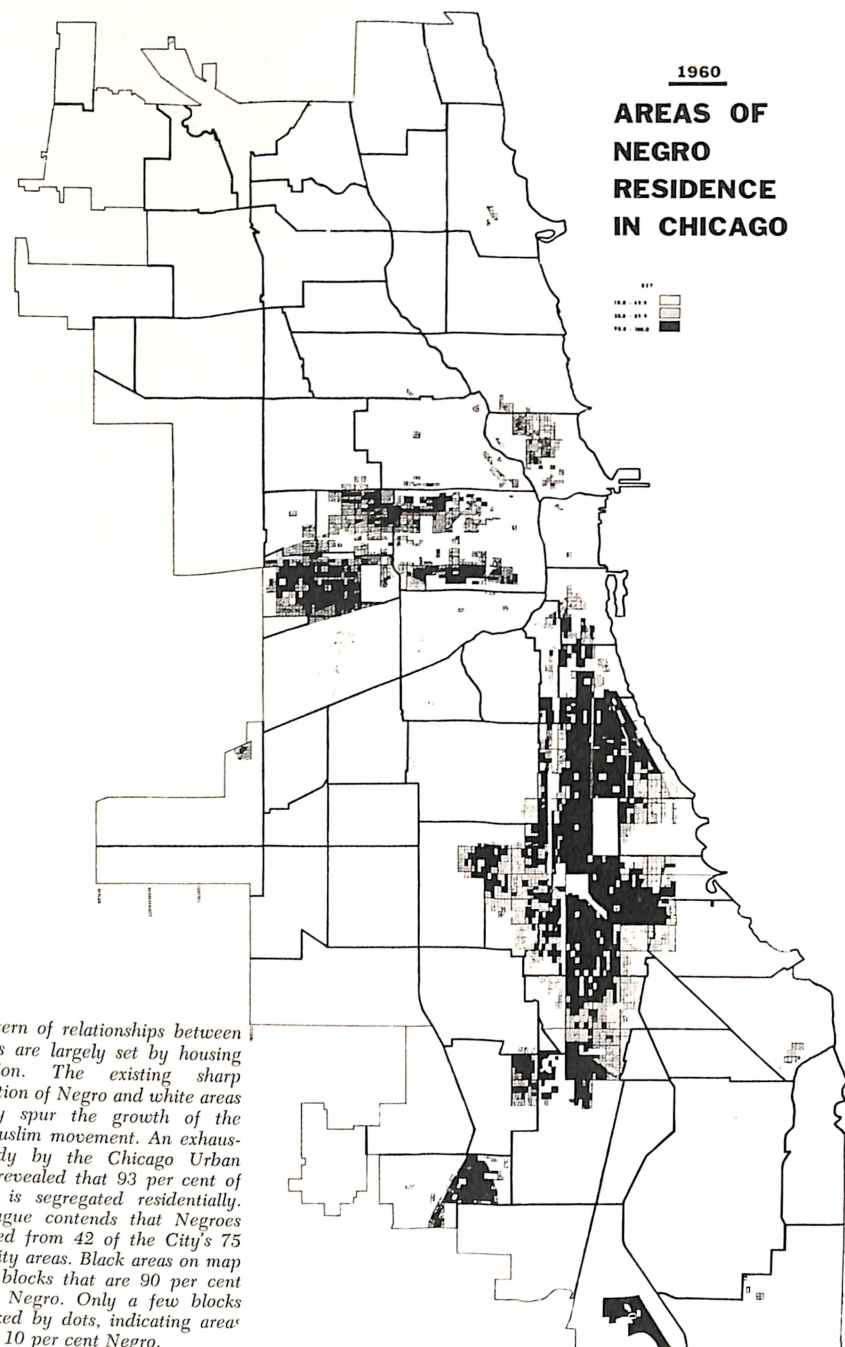 1960
AREAS OF
NEGRO
RESIDENCE
IN CHICAGO
KEY
ern of relationships between
s are largely set by housing
on. The existing sharp
tion of Negro and white areas
y spur the growth of the
uslim movement. An exhaus-
dy by the Chicago Urban
revealed that 93 per cent of
is segregated residentially.
gue contends that Negroes
ed from 42 of the City's 75
ity areas. Black areas on map
blocks that are 90 per cent
Negro. Only a few blocks
ed by dots, indicating areas
10 per cent Negro.